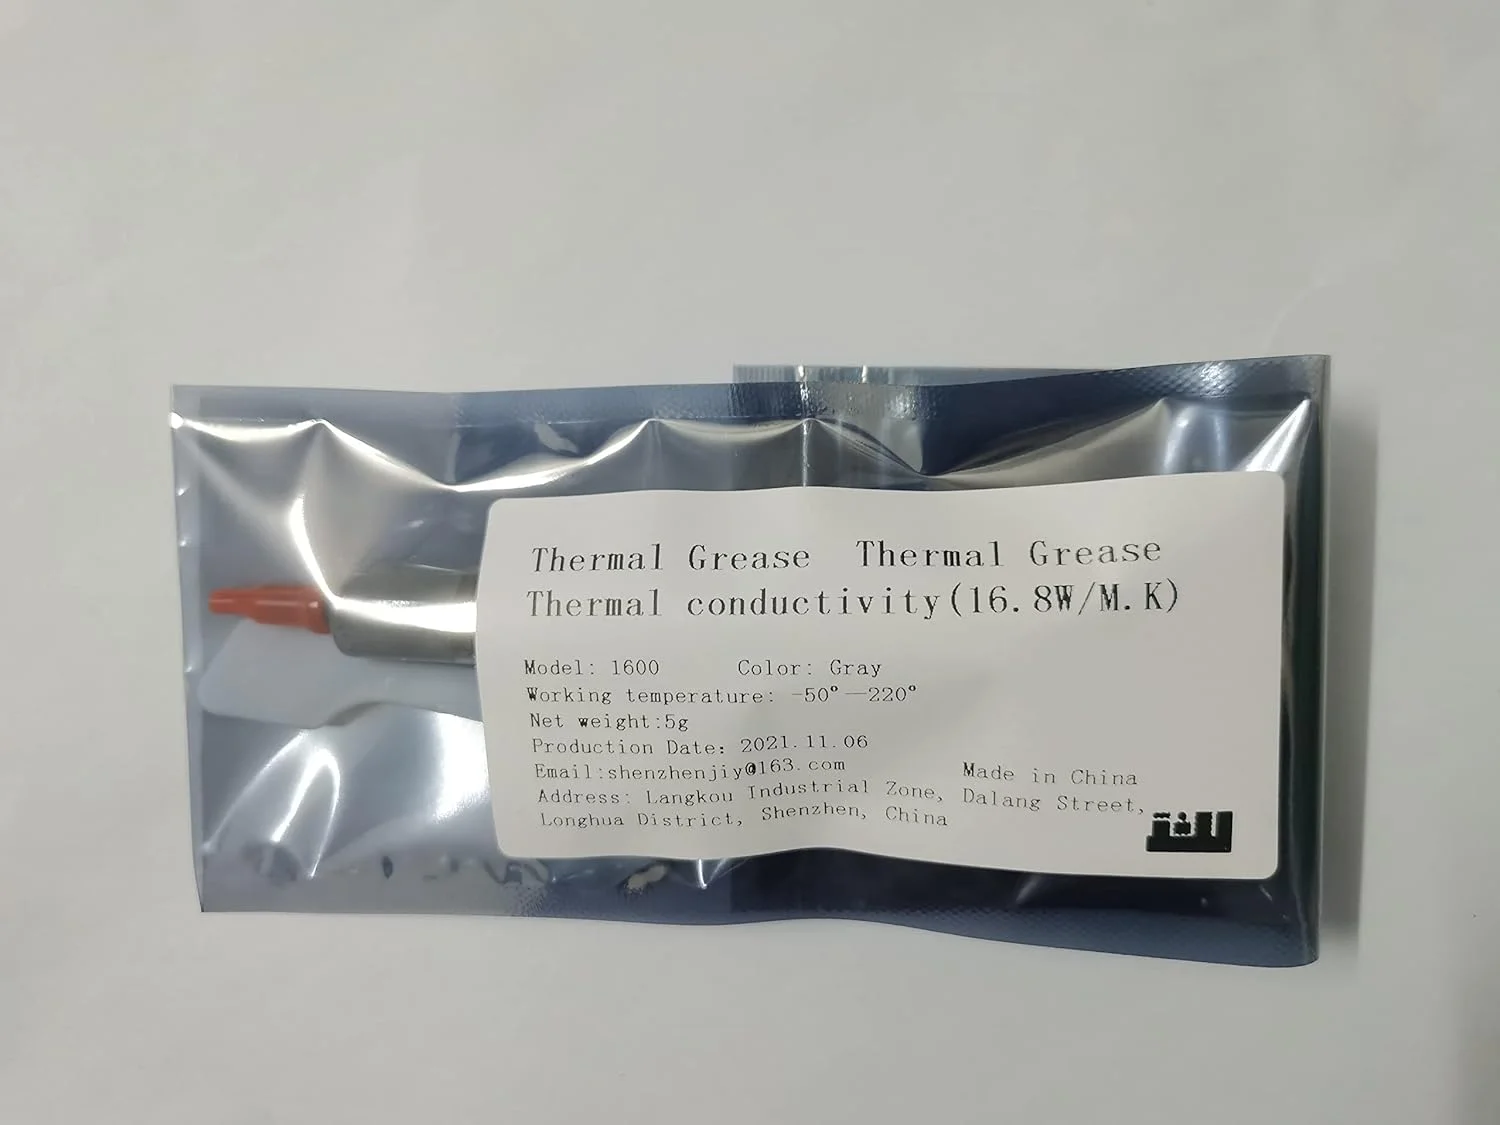 Thermal Grease Thermal Grease
Thermal conductivity(16.8W/M.K)
Model: 1600 Color: Gray
Working temperature: -50°—220°
Net weight:5g
Production Date: 2021.11.06
Email:shenzhenjiy@163.com
Made in China
Address: Langkou Industrial Zone, Dalang Street,
Longhua District, Shenzhen, China